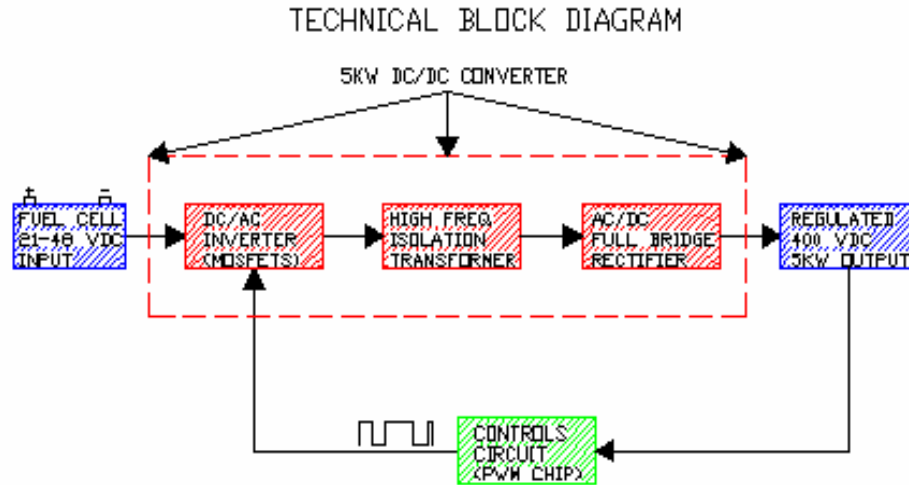 TECHNICAL BLOCK DIAGRAM
5KW DC/DC CONVERTER
+ -
FUEL CELL
21-48 VDC
INPUT
DC/AC
INVERTER
(MOSFETS)
HIGH FREQ
ISOLATION
TRANSFORMER
AC/DC
FULL BRIDGE
RECTIFIER
REGULATED
400 VDC
5KW OUTPUT
CONTROLS
CIRCUIT
(PWM CHIP)